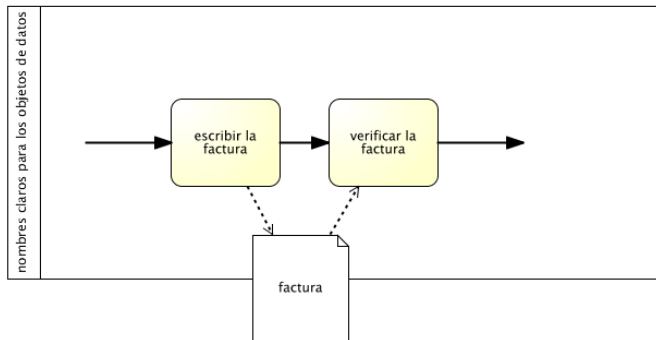 nombres claros para los objetos de datos
escribir la
factura
verificar la
factura
factura